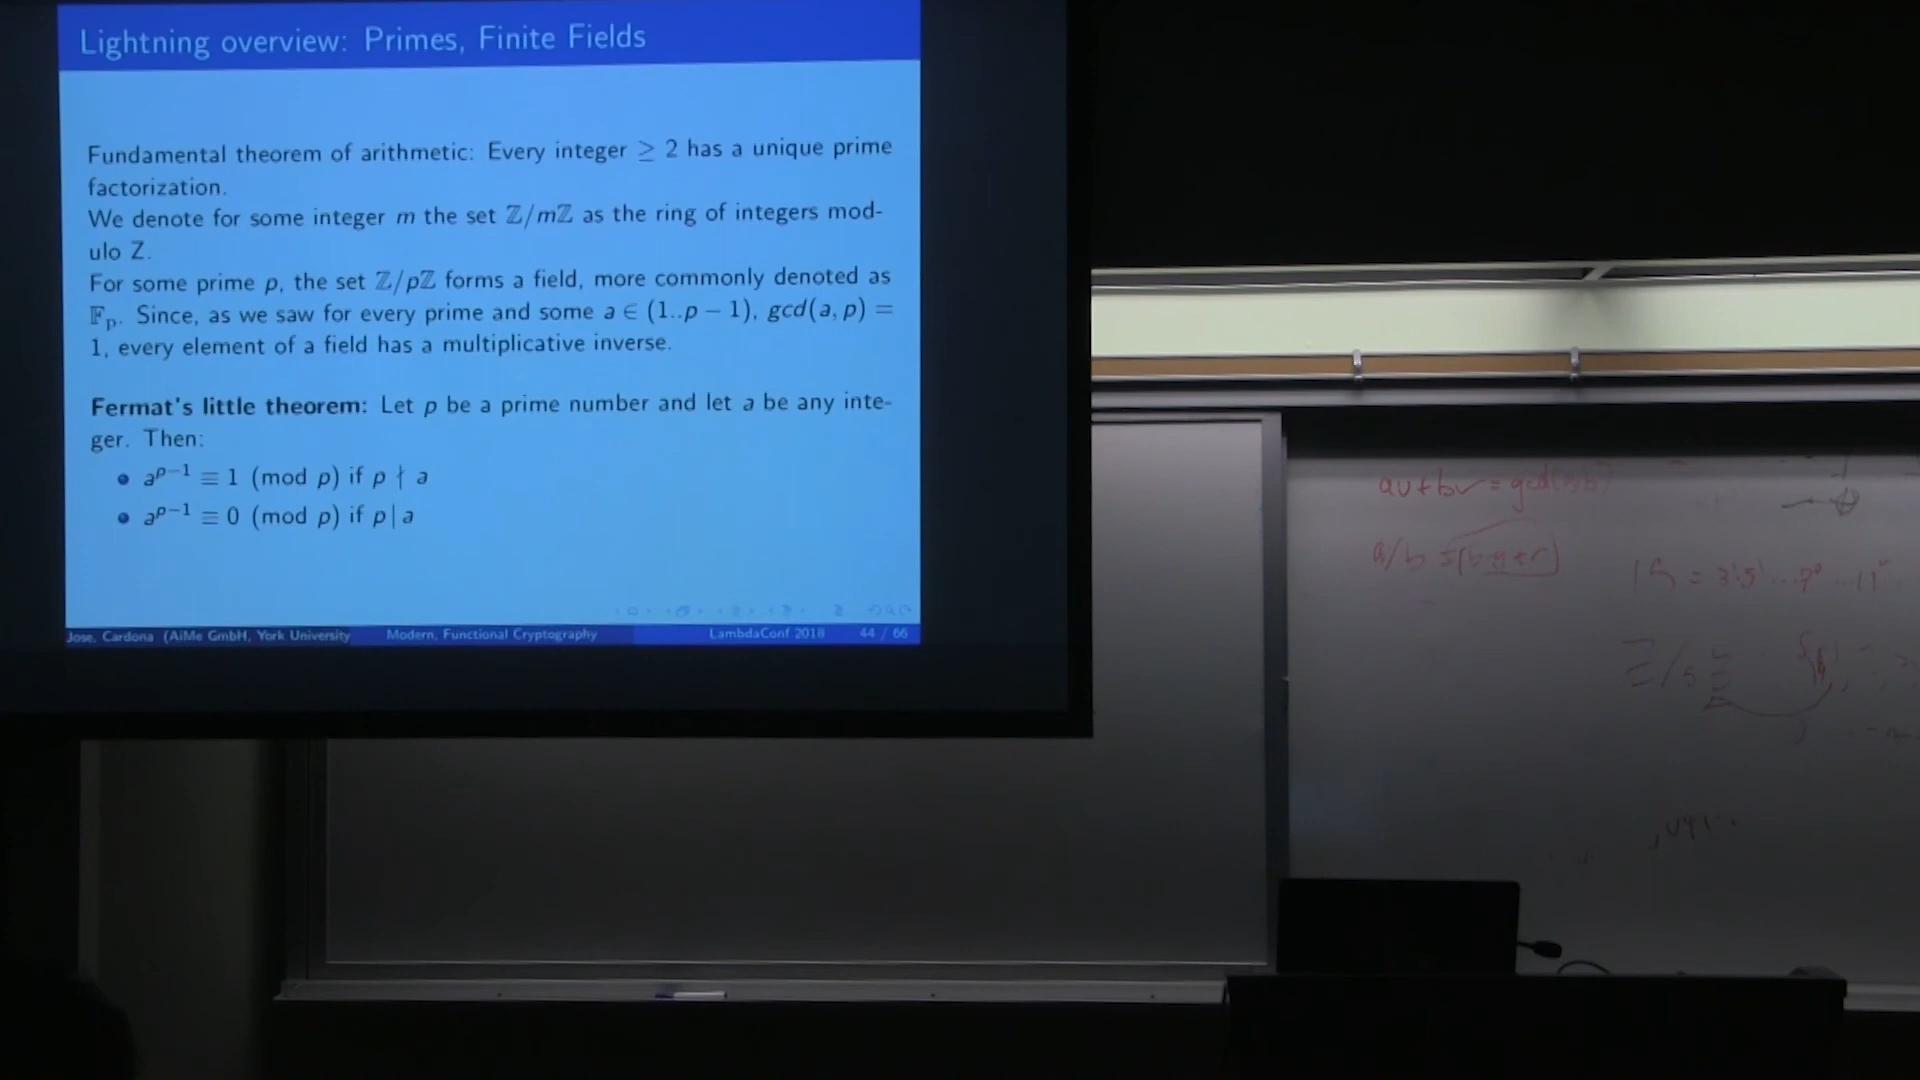 Lightning overview: Primes, Finite Fields
Fundamental theorem of arithmetic: Every integer ≥ 2 has a unique prime
factorization.
We denote for some integer m the set ℤ/mℤ as the ring of integers mod-
ulo Z.
For some prime p, the set ℤ/pℤ forms a field, more commonly denoted as
𝔽ₚ. Since, as we saw for every prime and some a ∈ (1..p − 1), gcd(a, p) =
1, every element of a field has a multiplicative inverse.
Fermat's little theorem: Let p be a prime number and let a be any inte-
ger. Then:
• aᵖ⁻¹ ≡ 1 (mod p) if p ∤ a
• aᵖ⁻¹ ≡ 0 (mod p) if p | a
Jose, Cardona (AiMe GmbH, York University
Modern, Functional Cryptography
LambdaConf 2018
44 / 66
au+bv = gcd(a,b)
a/b